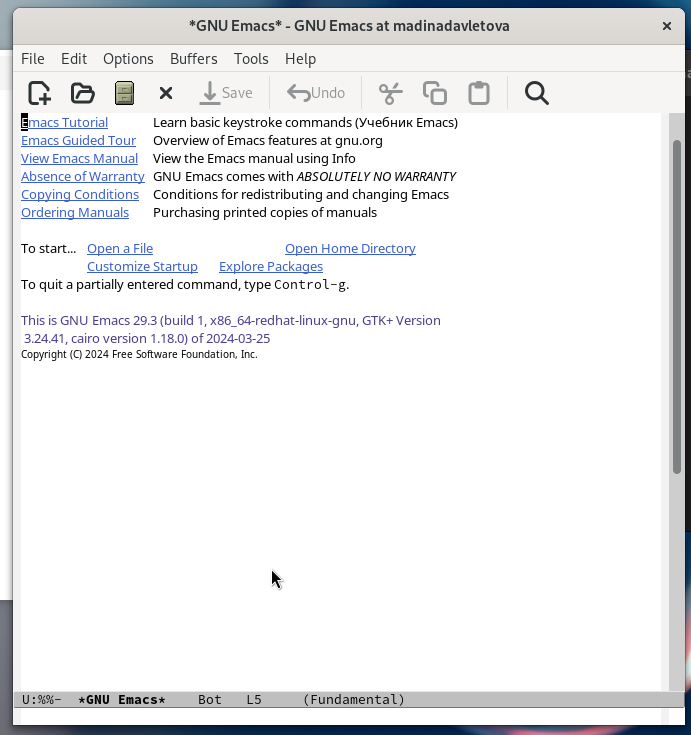 *GNU Emacs* - GNU Emacs at madinadavletova
File Edit Options Buffers Tools Help
Save Undo
Emacs Tutorial Learn basic keystroke commands (Учебник Emacs)
Emacs Guided Tour Overview of Emacs features at gnu.org
View Emacs Manual View the Emacs manual using Info
Absence of Warranty GNU Emacs comes with ABSOLUTELY NO WARRANTY
Copying Conditions Conditions for redistributing and changing Emacs
Ordering Manuals Purchasing printed copies of manuals
To start... Open a File Open Home Directory
Customize Startup Explore Packages
To quit a partially entered command, type Control-g.
This is GNU Emacs 29.3 (build 1, x86_64-redhat-linux-gnu, GTK+ Version
3.24.41, cairo version 1.18.0) of 2024-03-25
Copyright (C) 2024 Free Software Foundation, Inc.
U:%%- *GNU Emacs* Bot L5 (Fundamental)